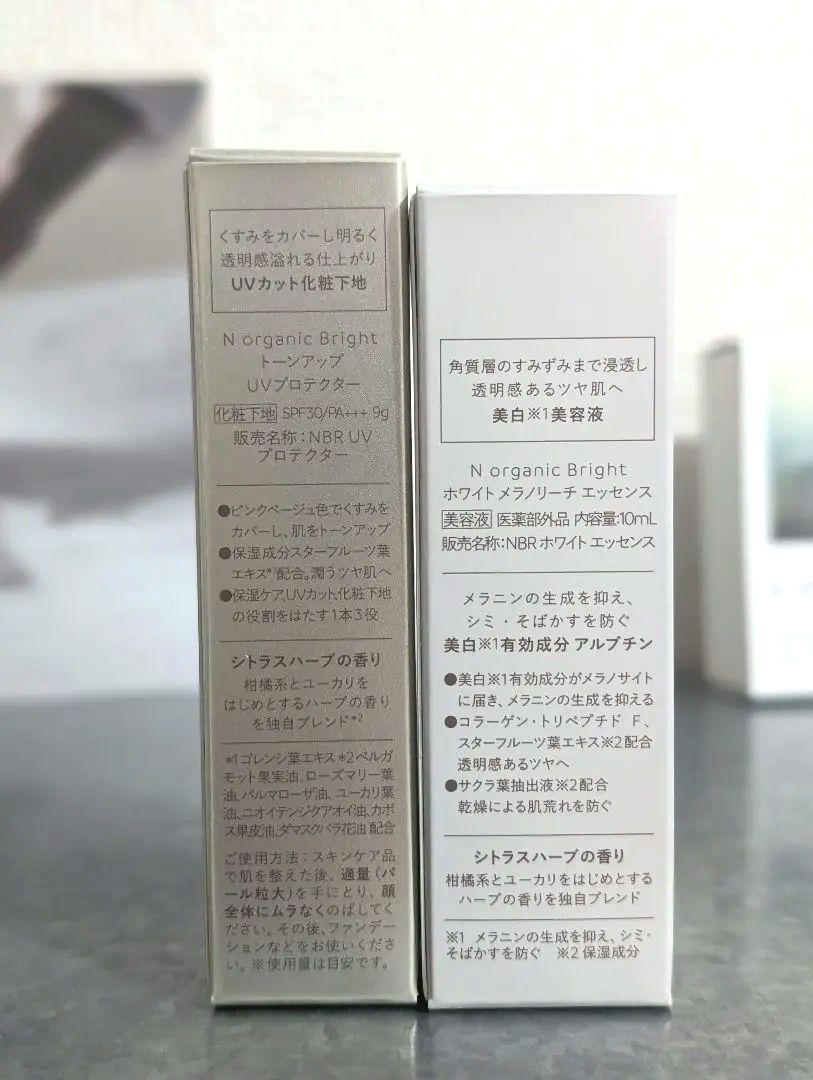 くすみをカバーし明るく
透明感溢れる仕上がり
UVカット化粧下地
N organic Bright
トーンアップ
UVプロテクター
化粧下地 SPF30/PA+++ 9g
販売名称：NBR UV
プロテクター
●ピンクベージュ色でくすみを
カバーし、肌をトーンアップ
●保湿成分スターフルーツ葉
エキス*1配合。潤うツヤ肌へ
●保湿ケア、UVカット、化粧下地
の役割をはたす1本3役
シトラスハーブの香り
柑橘系とユーカリを
はじめとするハーブの香り
を独自ブレンド*2
*1 ゴレンシ葉エキス *2 ベルガ
モット果実油、ローズマリー葉
油、パルマローザ油、ユーカリ葉
油、ニオイテンジクアオイ油、カボ
ス果皮油、ダマスクバラ花油 配合
ご使用方法：スキンケア品
で肌を整えた後、適量（パ
ール粒大）を手にとり、顔
全体にムラなくのばしてく
ださい。その後、ファンデー
ションなどをお使いくださ
い。※使用量は目安です。
角質層のすみずみまで浸透し
透明感あるツヤ肌へ
美白※1美容液
N organic Bright
ホワイト メラノリーチ エッセンス
美容液 医薬部外品 内容量:10mL
販売名称:NBR ホワイト エッセンス
メラニンの生成を抑え、
シミ・そばかすを防ぐ
美白※1有効成分 アルブチン
●美白※1有効成分がメラノサイト
に届き、メラニンの生成を抑える
●コラーゲン・トリペプチド F、
スターフルーツ葉エキス※2配合
透明感あるツヤへ
●サクラ葉抽出液※2配合
乾燥による肌荒れを防ぐ
シトラスハーブの香り
柑橘系とユーカリをはじめとする
ハーブの香りを独自ブレンド
※1 メラニンの生成を抑え、シミ・
そばかすを防ぐ ※2 保湿成分